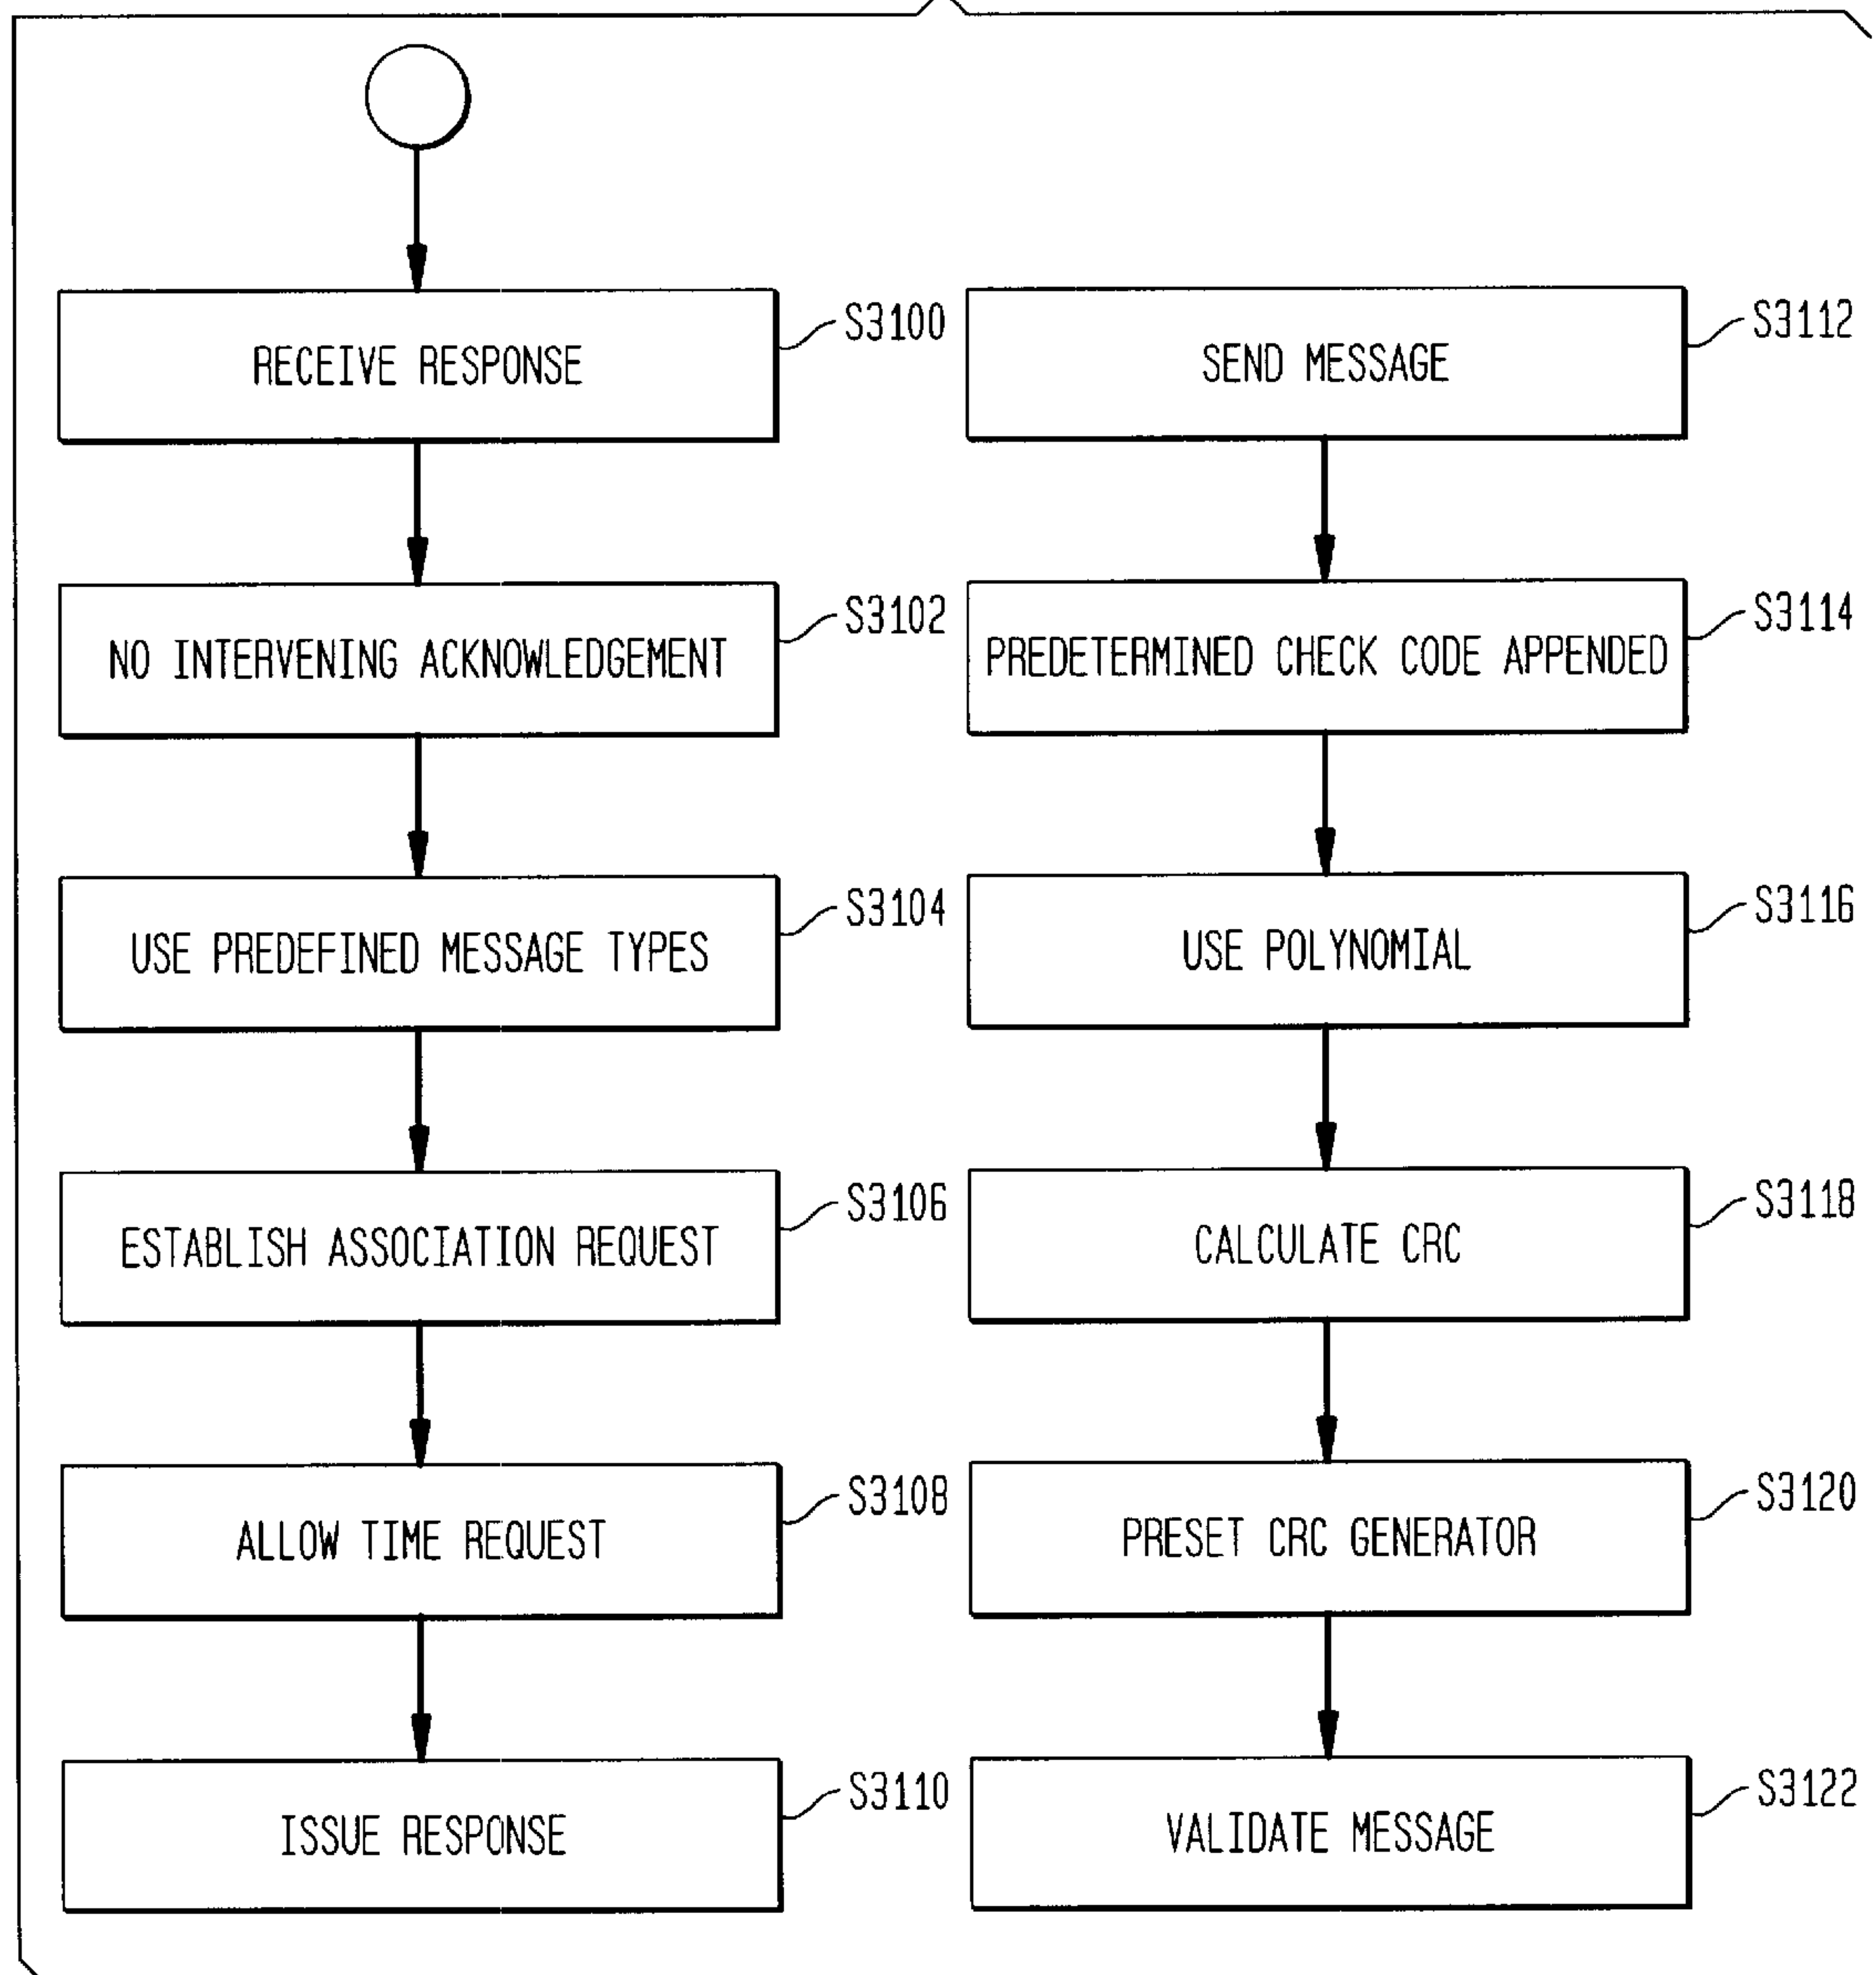 RECEIVE RESPONSE
S3100
NO INTERVENING ACKNOWLEDGEMENT
S3102
USE PREDEFINED MESSAGE TYPES
S3104
ESTABLISH ASSOCIATION REQUEST
S3106
ALLOW TIME REQUEST
S3108
ISSUE RESPONSE
S3110
SEND MESSAGE
S3112
PREDETERMINED CHECK CODE APPENDED
S3114
USE POLYNOMIAL
S3116
CALCULATE CRC
S3118
PRESET CRC GENERATOR
S3120
VALIDATE MESSAGE
S3122